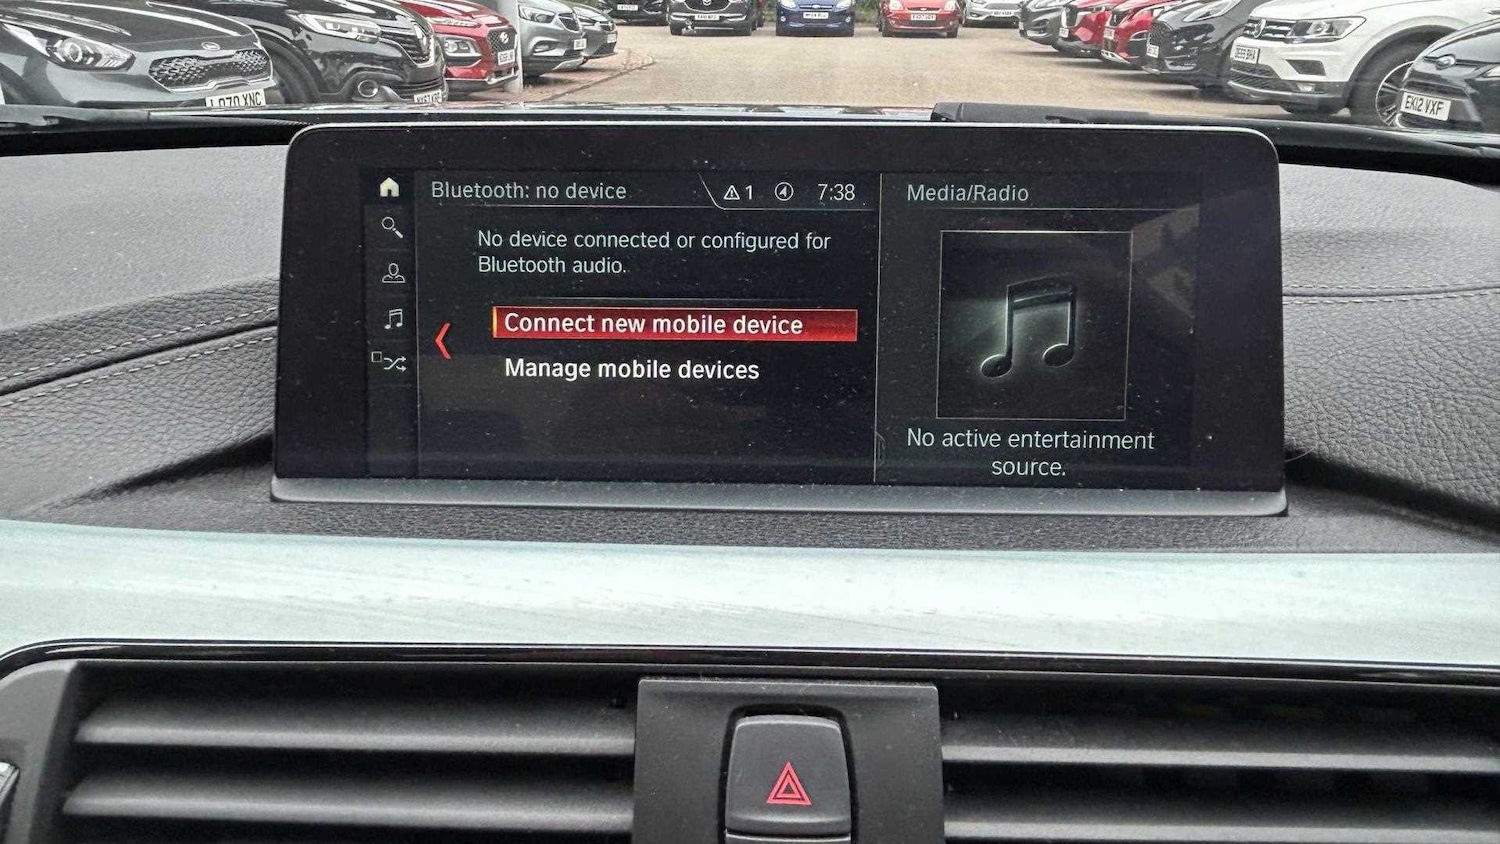 LO70 XNC
EK12 VXF
Bluetooth: no device
1
7:38
Media/Radio
No device connected or configured for
Bluetooth audio.
Connect new mobile device
Manage mobile devices
No active entertainment
source.